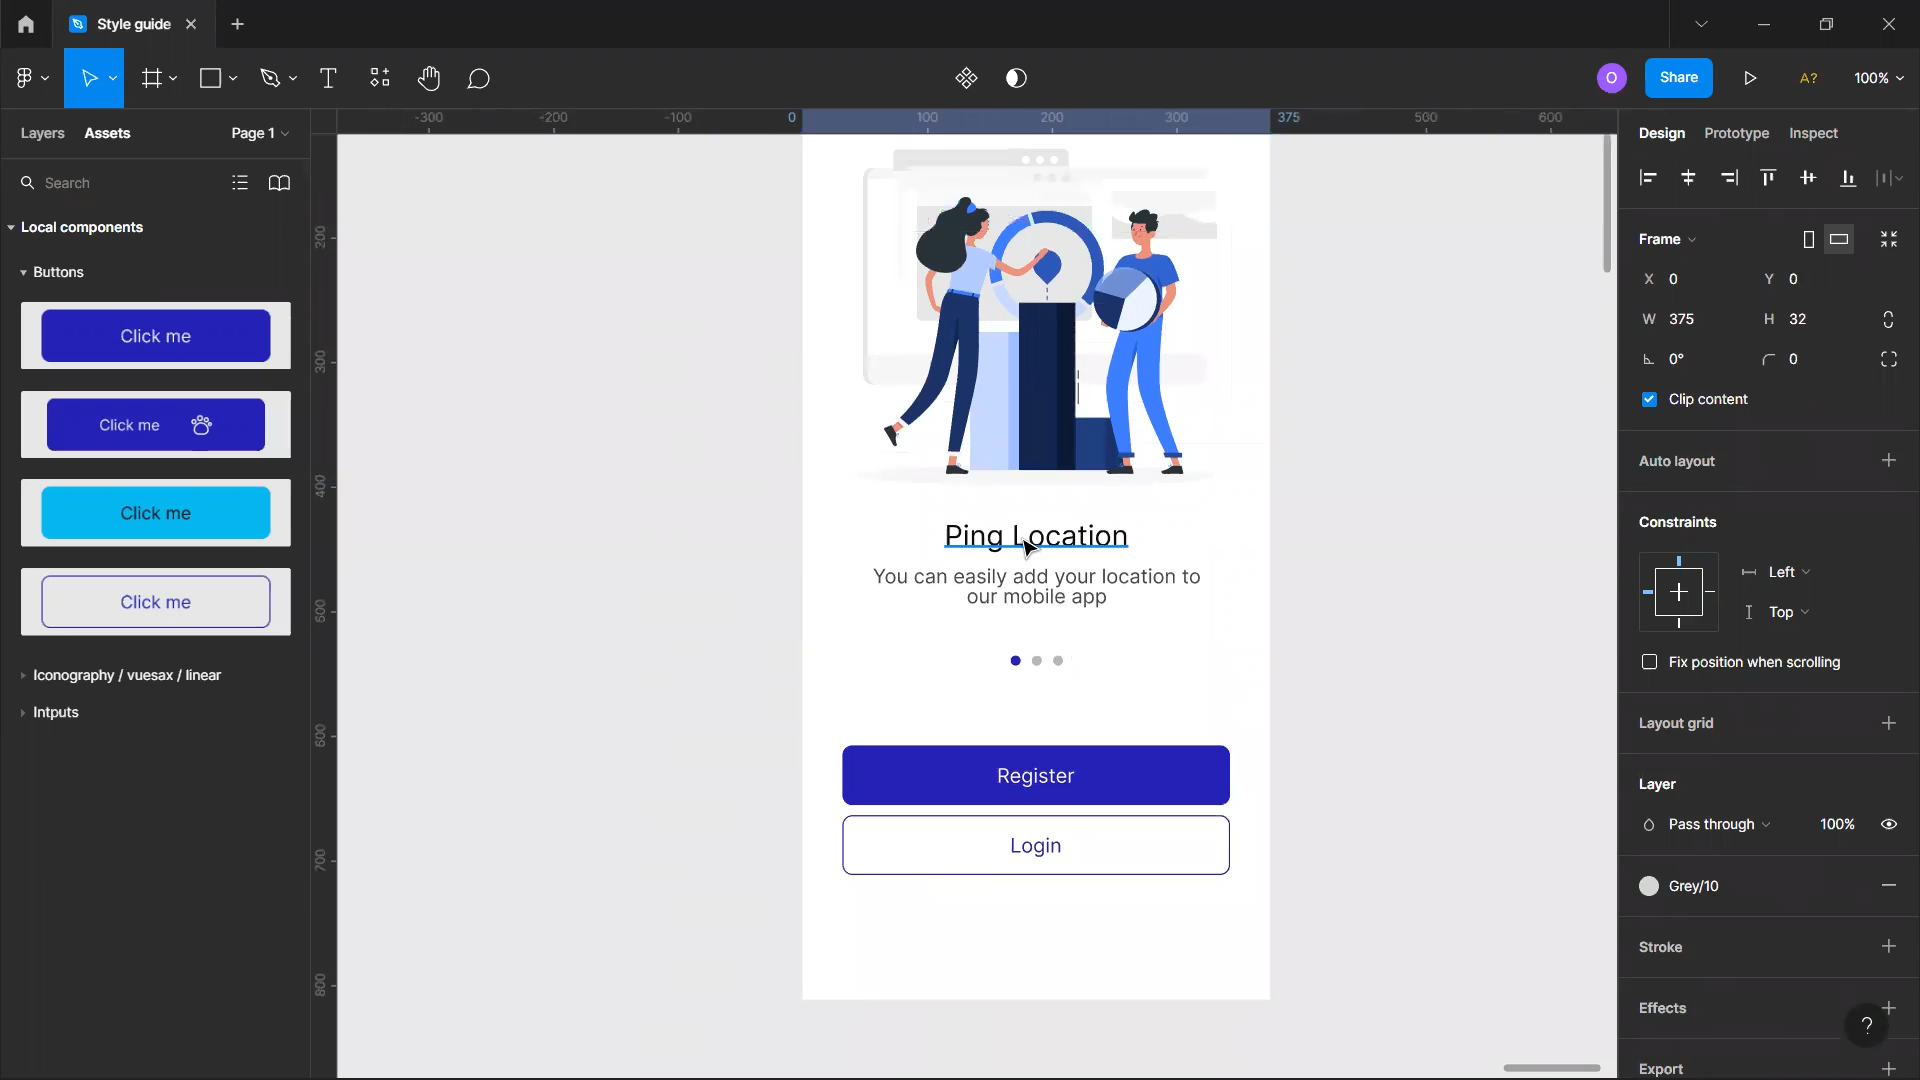 Style guide
Share
A?
100%
O
Layers
Assets
Page 1
Search
Local components
Buttons
Click me
Click me
Click me
Click me
Iconography / vuesax / linear
Intputs
-300
-200
-100
0
100
200
300
375
500
600
200
300
400
500
600
700
800
Ping Location
You can easily add your location to
our mobile app
Register
Login
Design
Prototype
Inspect
Frame
X 0
Y 0
W 375
H 32
0°
0
Clip content
Auto layout
Constraints
Left
Top
Fix position when scrolling
Layout grid
Layer
Pass through
100%
Grey/10
Stroke
Effects
?
Export